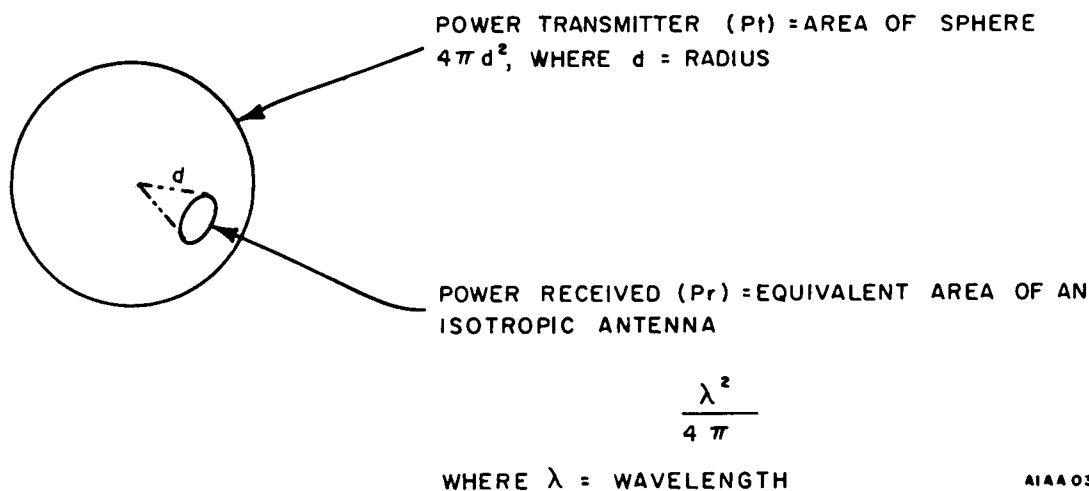 POWER TRANSMITTER (Pt) = AREA OF SPHERE
4πd², WHERE d = RADIUS
d
POWER RECEIVED (Pr) = EQUIVALENT AREA OF AN
ISOTROPIC ANTENNA
λ²
4 π
WHERE λ = WAVELENGTH